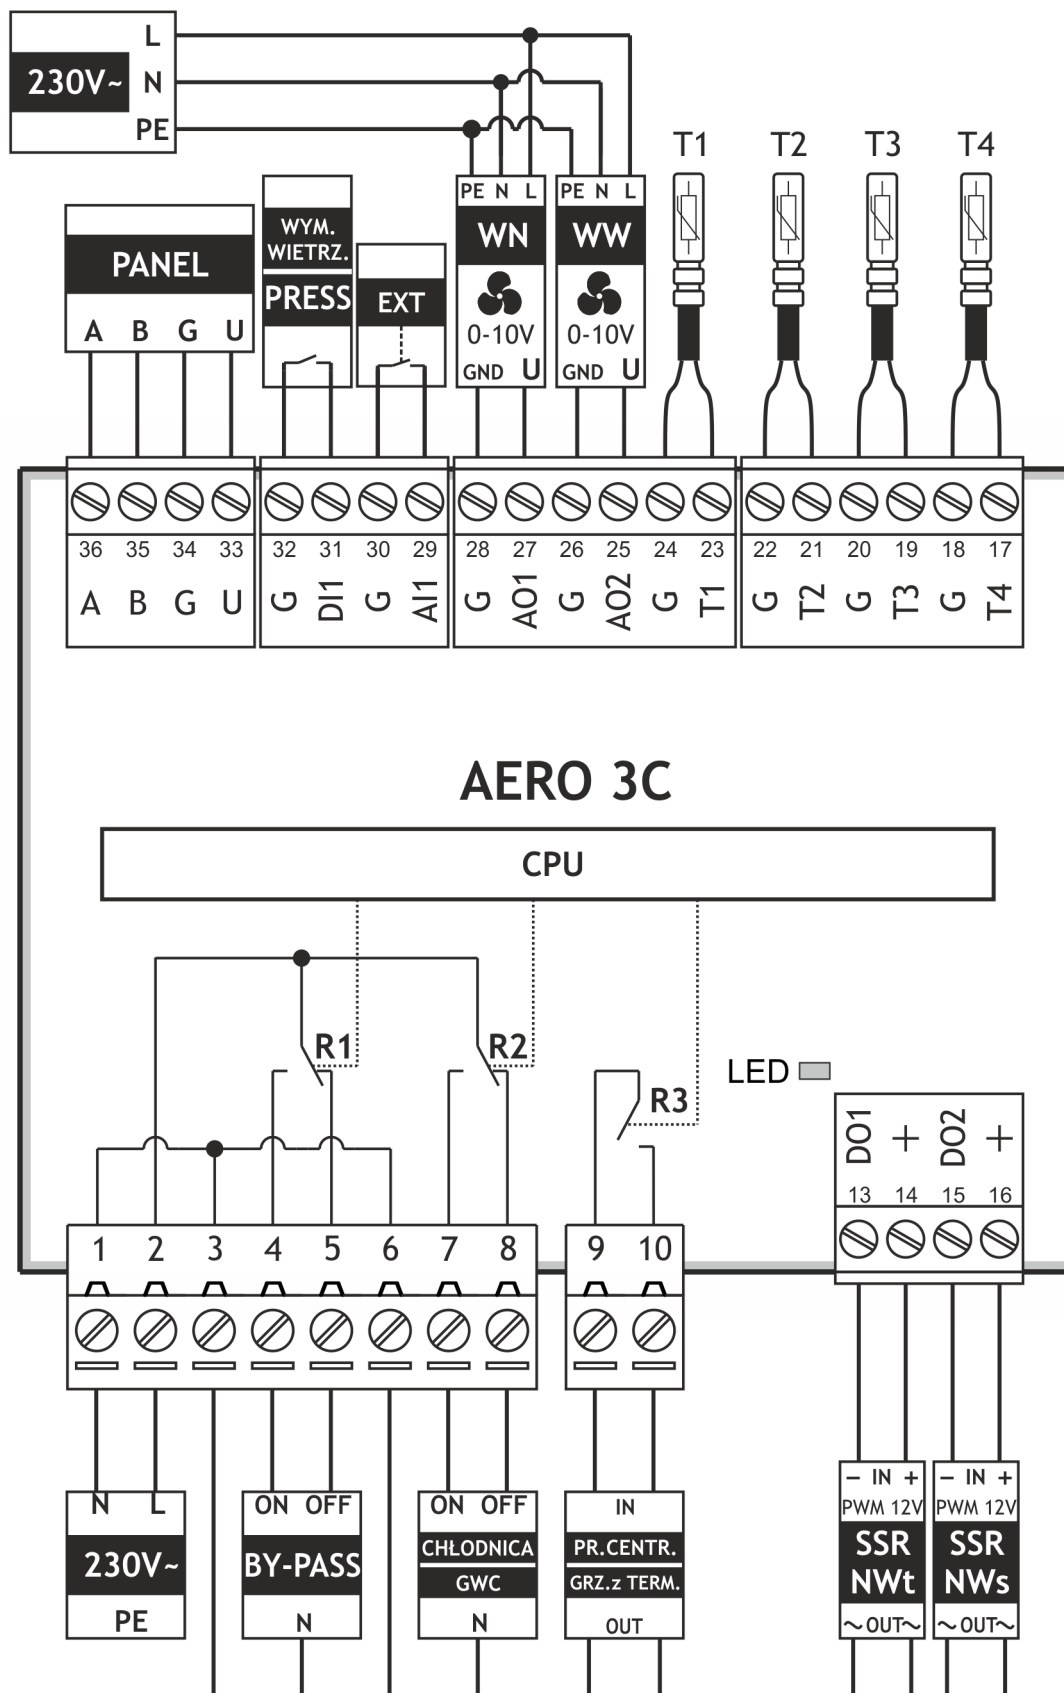 L
230V~ N
PE
T1 T2 T3 T4
PE N L PE N L
WYM.
WIETRZ.
PRESS
WN WW
PANEL
EXT
A B G U
0-10V 0-10V
GND U GND U
36 35 34 33 32 31 30 29 28 27 26 25 24 23 22 21 20 19 18 17
A B G U G DI1 G AI1 G AO1 G AO2 G T1 G T2 G T3 G T4
AERO 3C
CPU
R1 R2
R3
LED
DO1 + DO2 +
13 14 15 16
1 2 3 4 5 6 7 8 9 10
N L
230V~
PE
ON OFF
BY-PASS
N
ON OFF
CHŁODNICA
GWC
N
IN
PR.CENTR.
GRZ.z TERM.
OUT
– IN +
PWM 12V
SSR
NWt
~OUT~
– IN +
PWM 12V
SSR
NWs
~OUT~